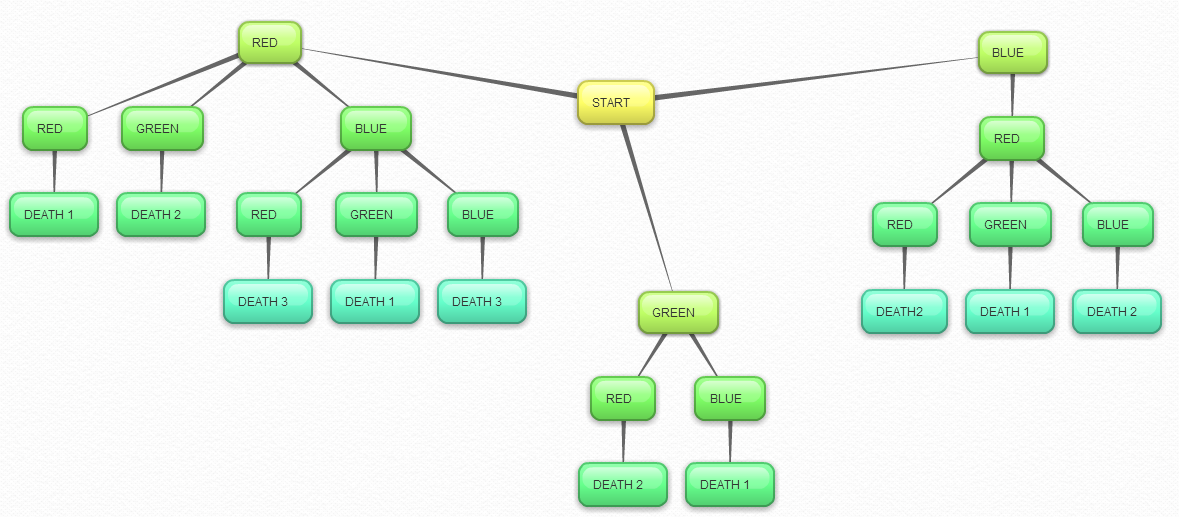 RED
BLUE
START
RED
GREEN
BLUE
RED
DEATH 1
DEATH 2
RED
GREEN
BLUE
RED
GREEN
BLUE
DEATH 3
DEATH 1
DEATH 3
GREEN
DEATH2
DEATH 1
DEATH 2
RED
BLUE
DEATH 2
DEATH 1